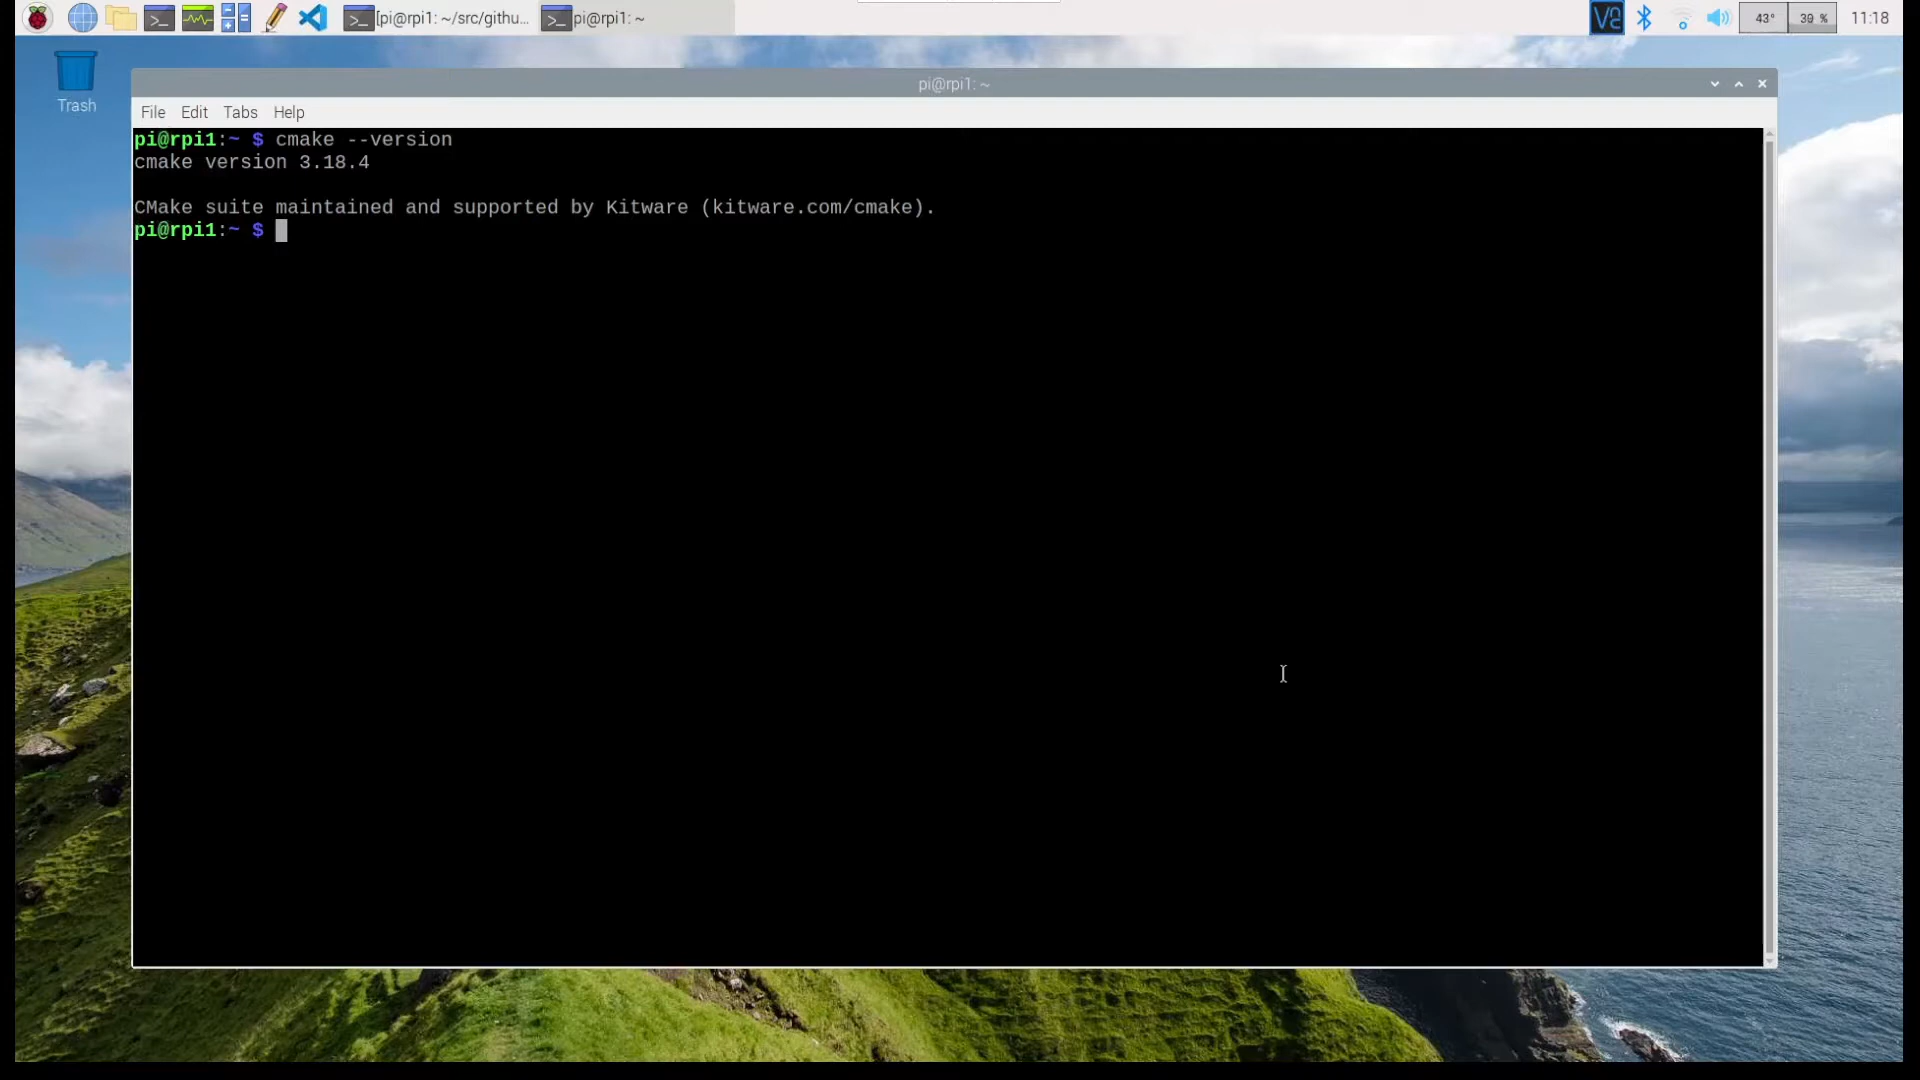 [pi@rpi1: ~/src/githu...
pi@rpi1: ~
43°
39 %
11:18
Trash
pi@rpi1: ~
File Edit Tabs Help
pi@rpi1:~ $ cmake --version
cmake version 3.18.4
CMake suite maintained and supported by Kitware (kitware.com/cmake).
pi@rpi1:~ $